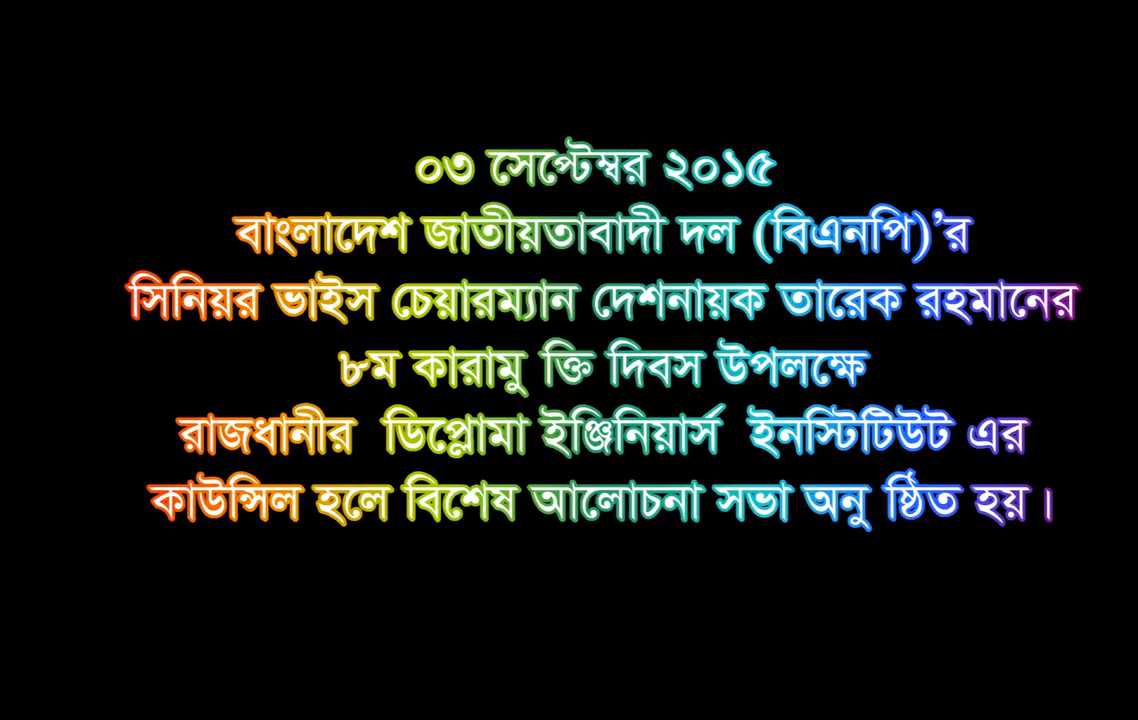 ০৩ সেপ্টেম্বর ২০১৫
বাংলাদেশ জাতীয়তাবাদী দল (বিএনপি)’র
সিনিয়র ভাইস চেয়ারম্যান দেশনায়ক তারেক রহমানের
৮ম কারামু ক্তি দিবস উপলক্ষে
রাজধানীর ডিপ্লোমা ইঞ্জিনিয়ার্স ইনস্টিটিউট এর
কাউন্সিল হলে বিশেষ আলোচনা সভা অনু ষ্ঠিত হয়।